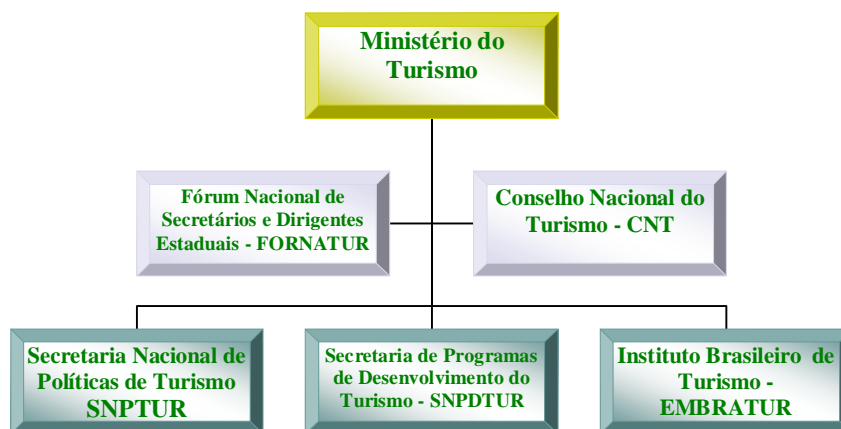 Ministério do
Turismo
Fórum Nacional de
Secretários e Dirigentes
Estaduais - FORNATUR
Conselho Nacional do
Turismo - CNT
Secretaria Nacional de
Políticas de Turismo
SNPTUR
Secretaria de Programas
de Desenvolvimento do
Turismo - SNPDTUR
Instituto Brasileiro de
Turismo -
EMBRATUR